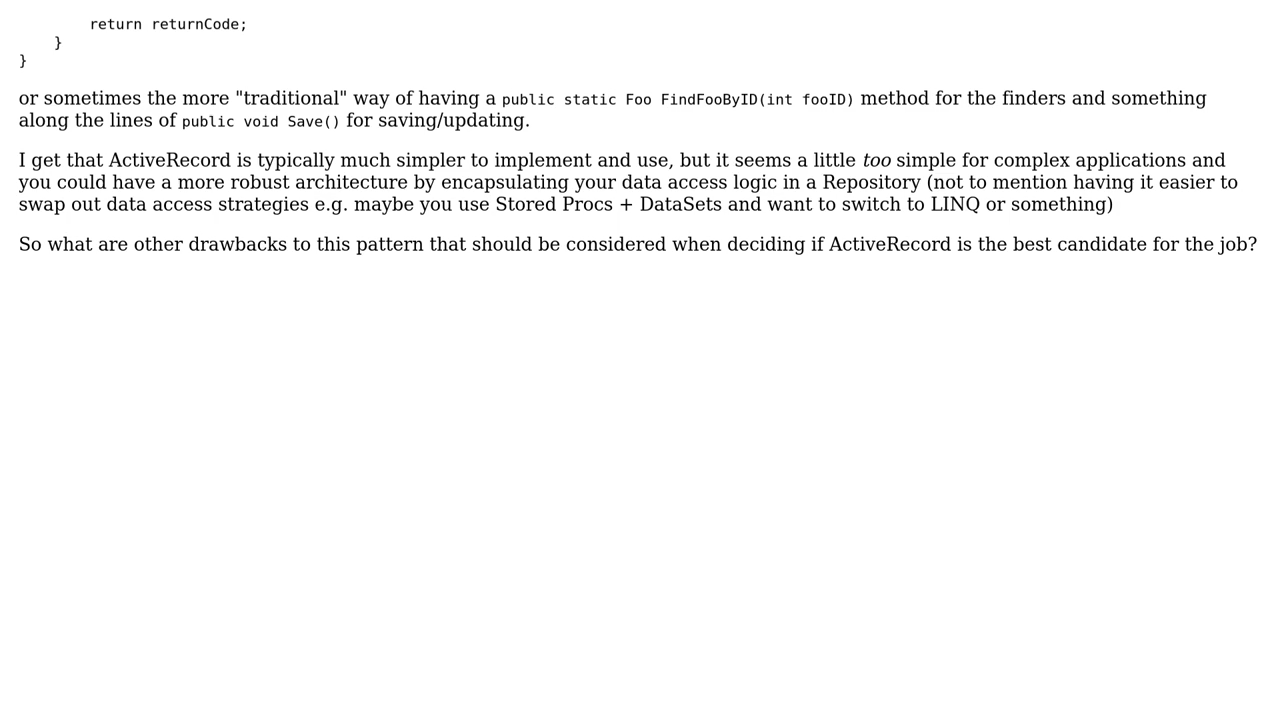 return returnCode;
    }
}
or sometimes the more "traditional" way of having a public static Foo FindFooByID(int fooID) method for the finders and something
along the lines of public void Save() for saving/updating.
I get that ActiveRecord is typically much simpler to implement and use, but it seems a little too simple for complex applications and
you could have a more robust architecture by encapsulating your data access logic in a Repository (not to mention having it easier to
swap out data access strategies e.g. maybe you use Stored Procs + DataSets and want to switch to LINQ or something)
So what are other drawbacks to this pattern that should be considered when deciding if ActiveRecord is the best candidate for the job?